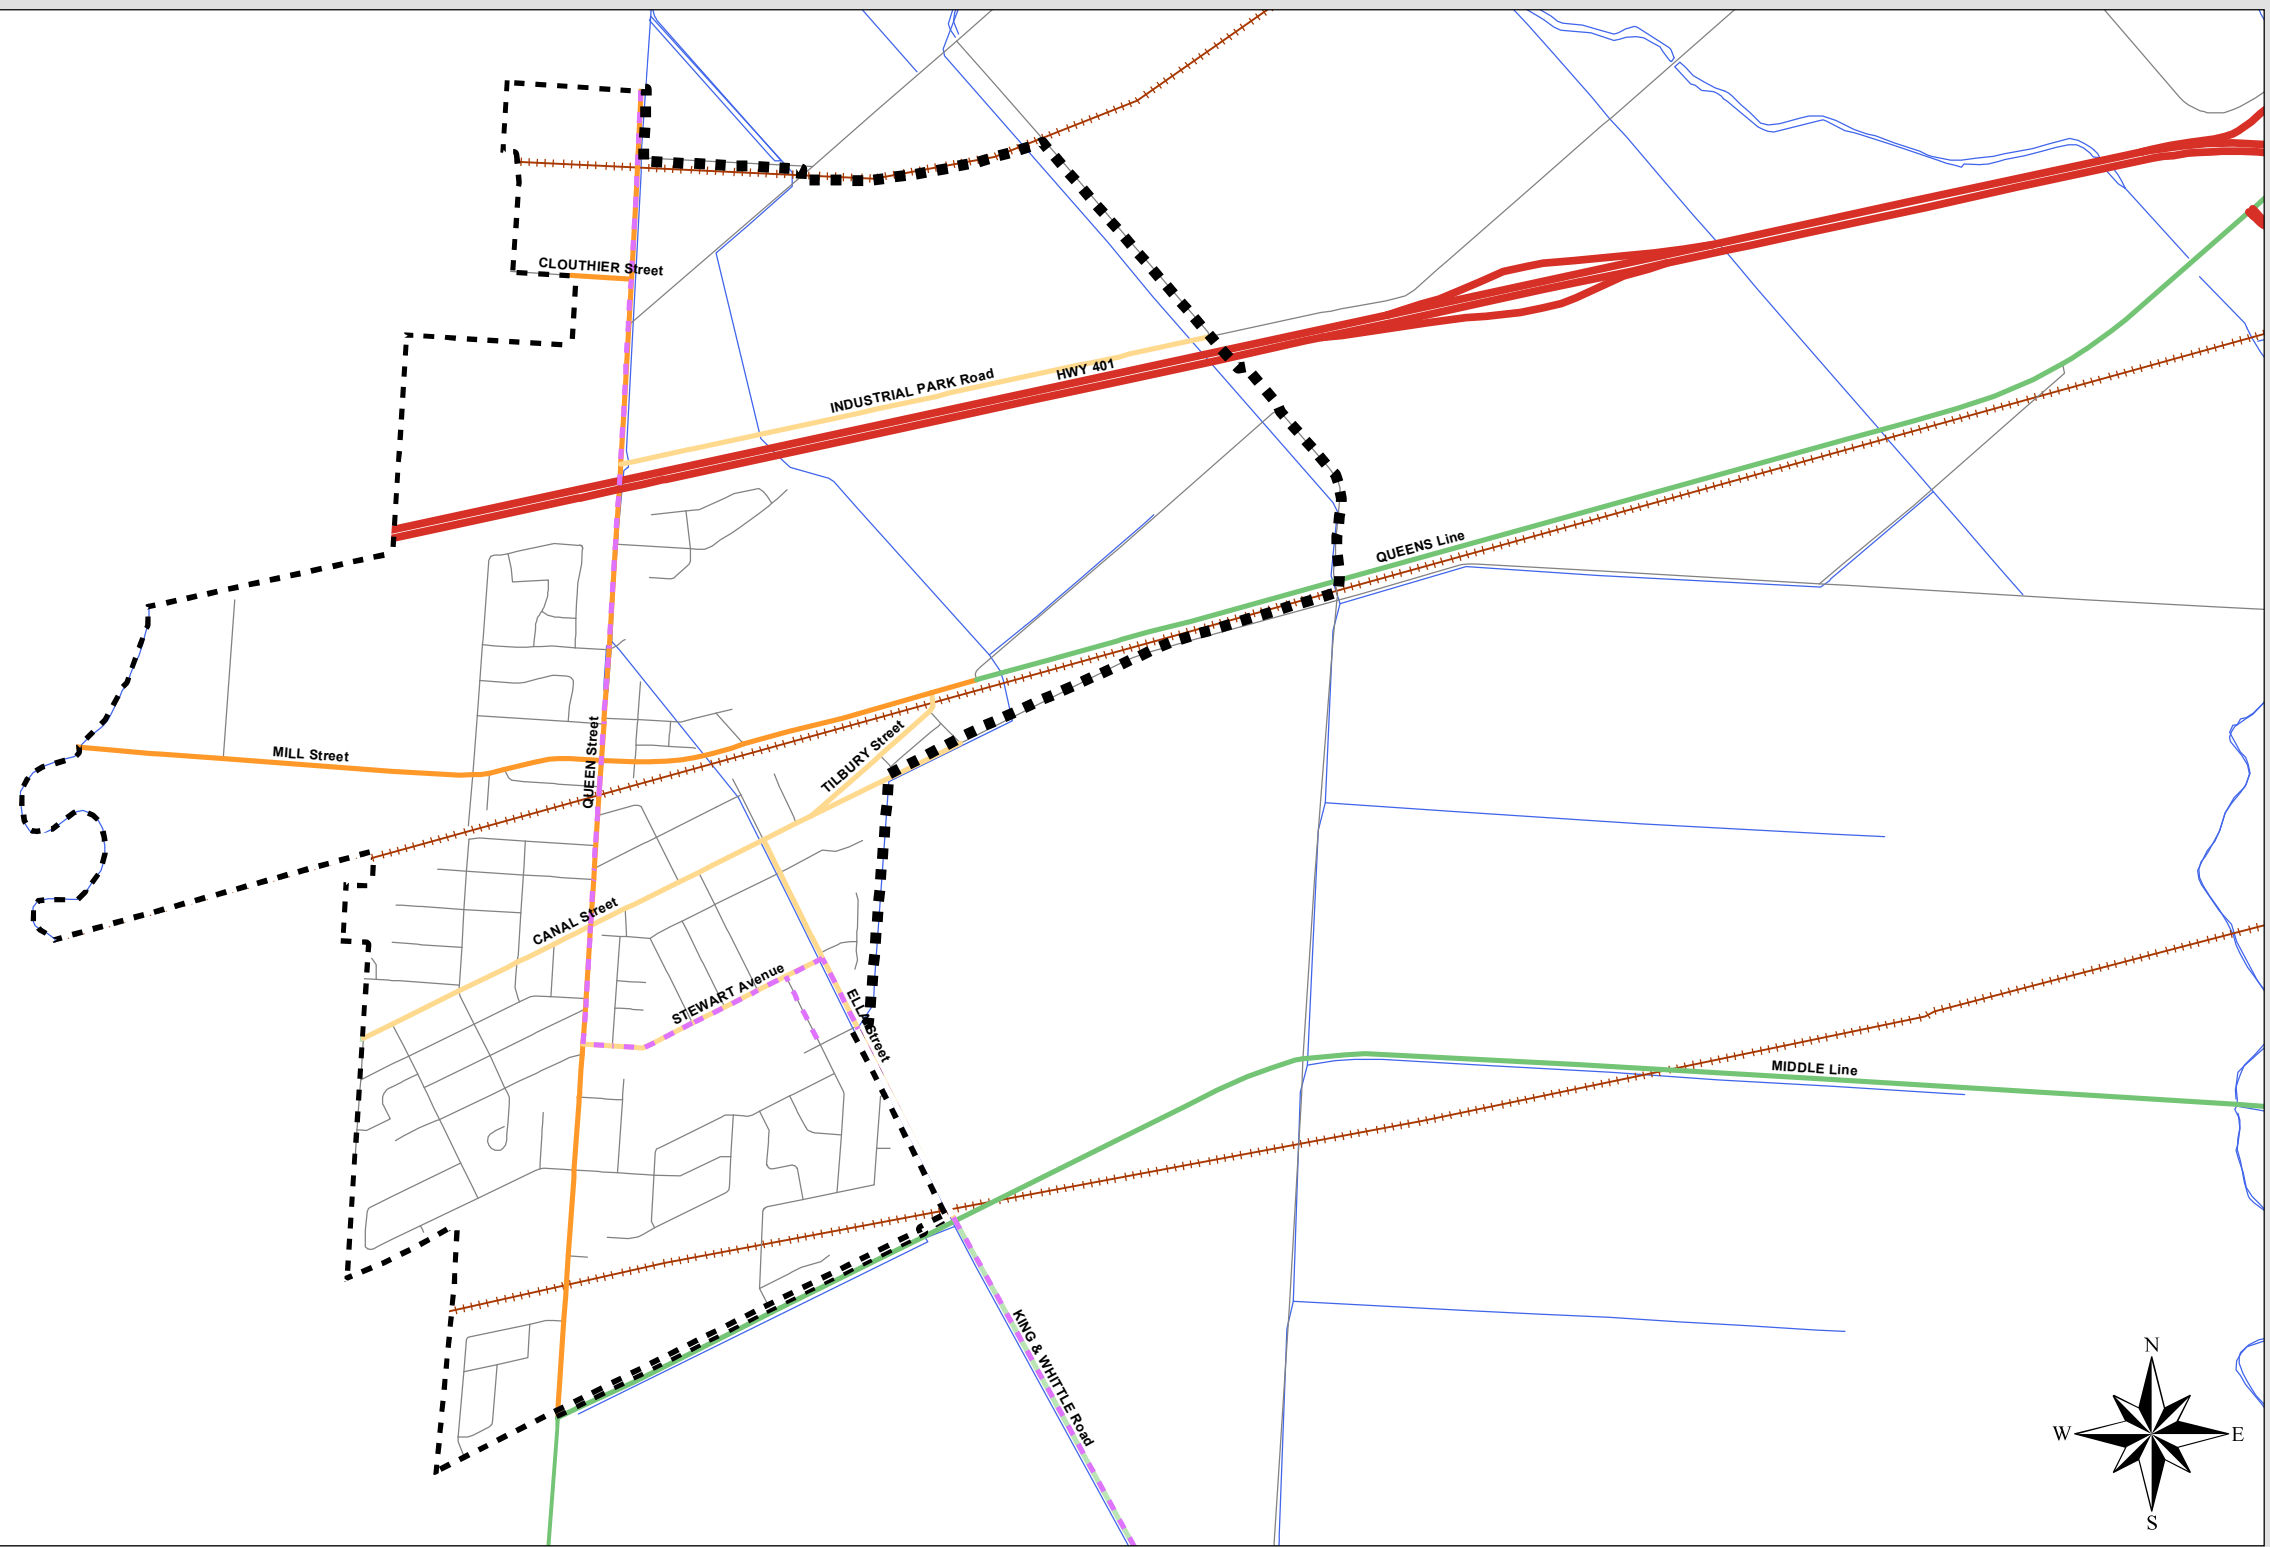 CLOUTHIER Street
INDUSTRIAL PARK Road
HWY 401
QUEENS Line
QUEEN Street
MILL Street
TILBURY Street
CANAL Street
STEWART Avenue
ELLA Street
MIDDLE Line
KING & WHITTLE Road
N
W
E
S